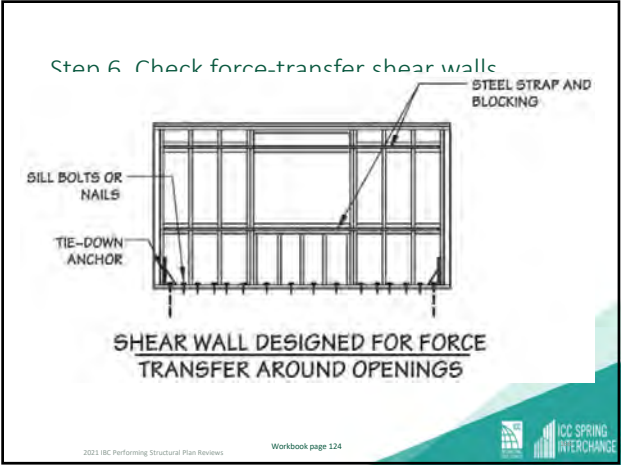 Step 6. Check force-transfer shear walls
STEEL STRAP AND
BLOCKING
SILL BOLTS OR
NAILS
TIE-DOWN
ANCHOR
SHEAR WALL DESIGNED FOR FORCE
TRANSFER AROUND OPENINGS
2021 IBC Performing Structural Plan Reviews
Workbook page 124
ICC SPRING
INTERCHANGE